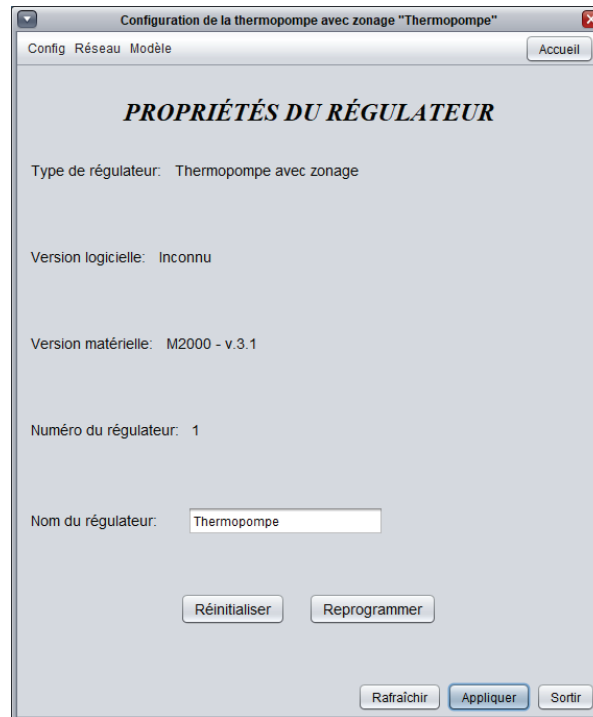 Configuration de la thermopompe avec zonage "Thermopompe"
Config Réseau Modèle Accueil
PROPRIÉTÉS DU RÉGULATEUR
Type de régulateur: Thermopompe avec zonage
Version logicielle: Inconnu
Version matérielle: M2000 - v.3.1
Numéro du régulateur: 1
Nom du régulateur: Thermopompe
Réinitialiser Reprogrammer
Rafraîchir Appliquer Sortir